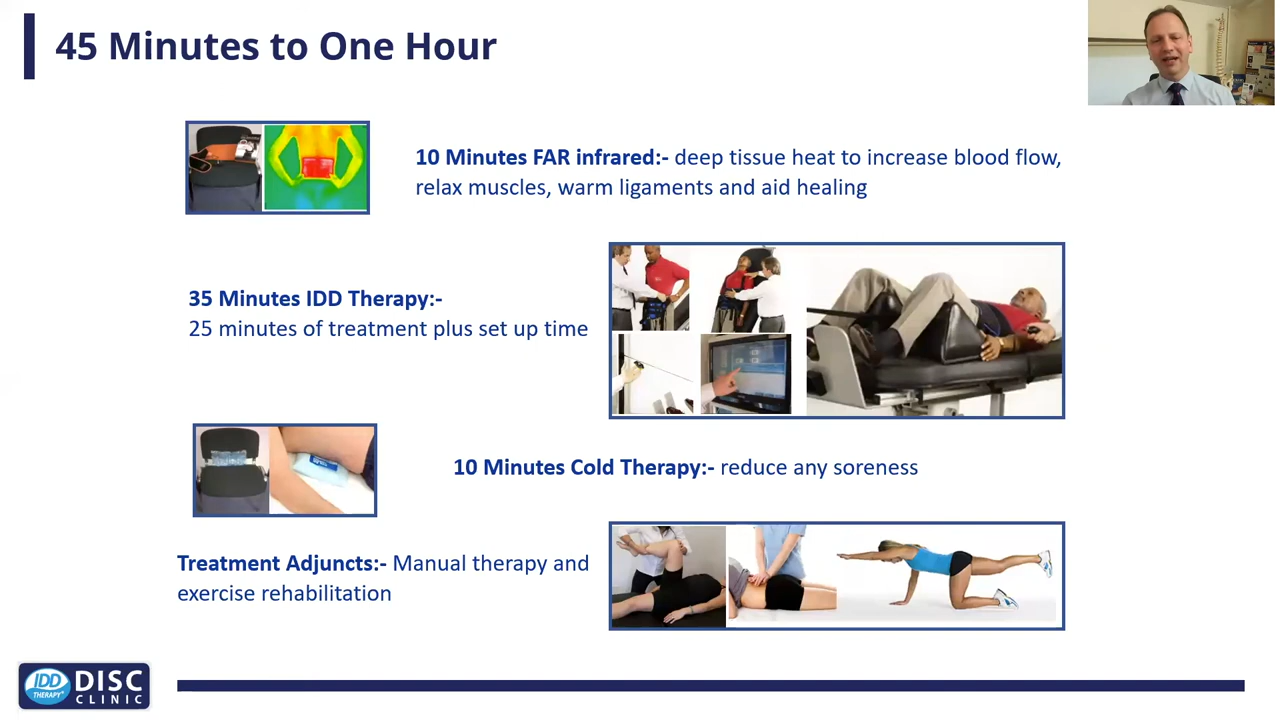 45 Minutes to One Hour
10 Minutes FAR infrared:- deep tissue heat to increase blood flow,
relax muscles, warm ligaments and aid healing
35 Minutes IDD Therapy:-
25 minutes of treatment plus set up time
10 Minutes Cold Therapy:- reduce any soreness
Treatment Adjuncts:- Manual therapy and
exercise rehabilitation
IDD
THERAPY
DISC
CLINIC